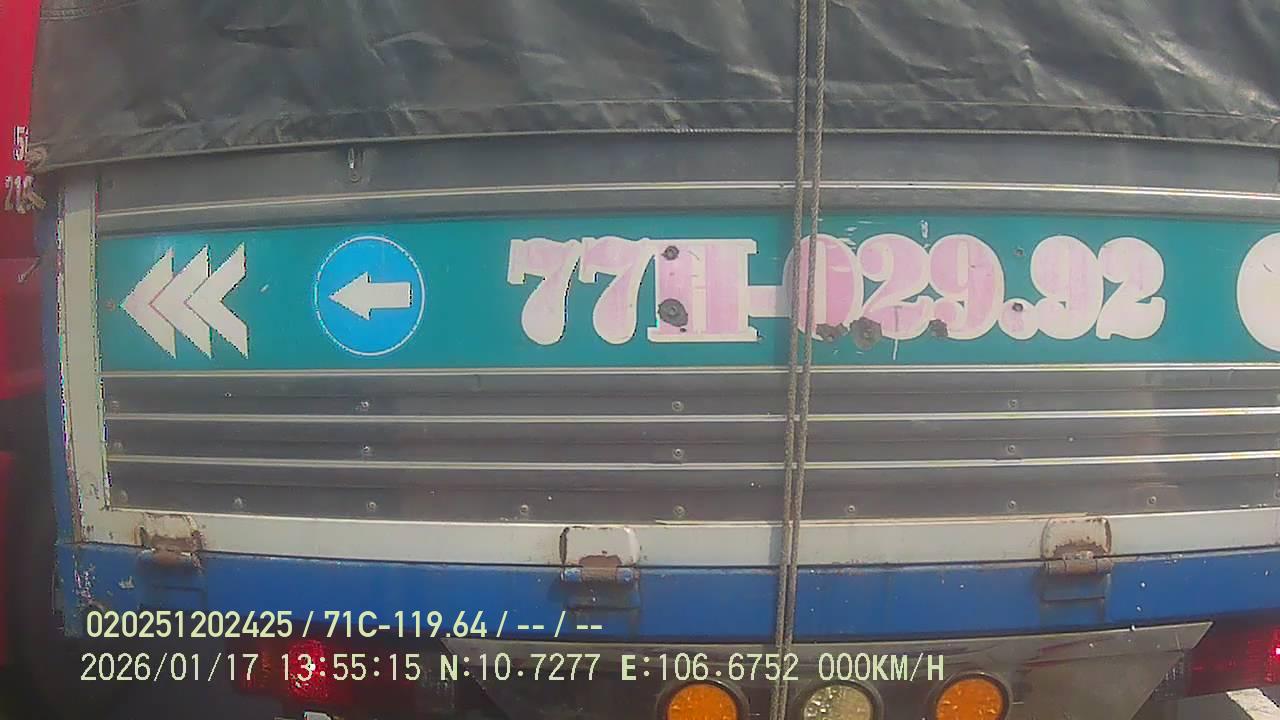 77H-029.92
020251202425 / 71C-119.64 / -- / --
2026/01/17 13:55:15 N:10.7277 E:106.6752 000KM/H